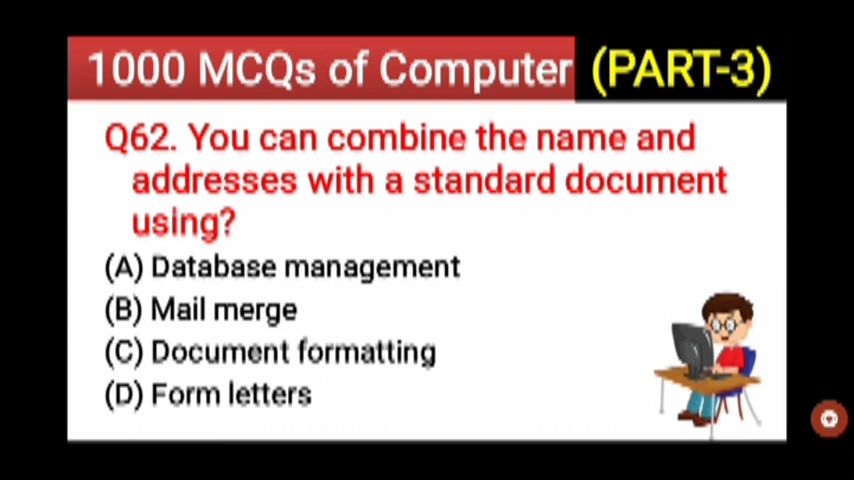 1000 MCQs of Computer (PART-3)
Q62. You can combine the name and
addresses with a standard document
using?
(A) Database management
(B) Mail merge
(C) Document formatting
(D) Form letters